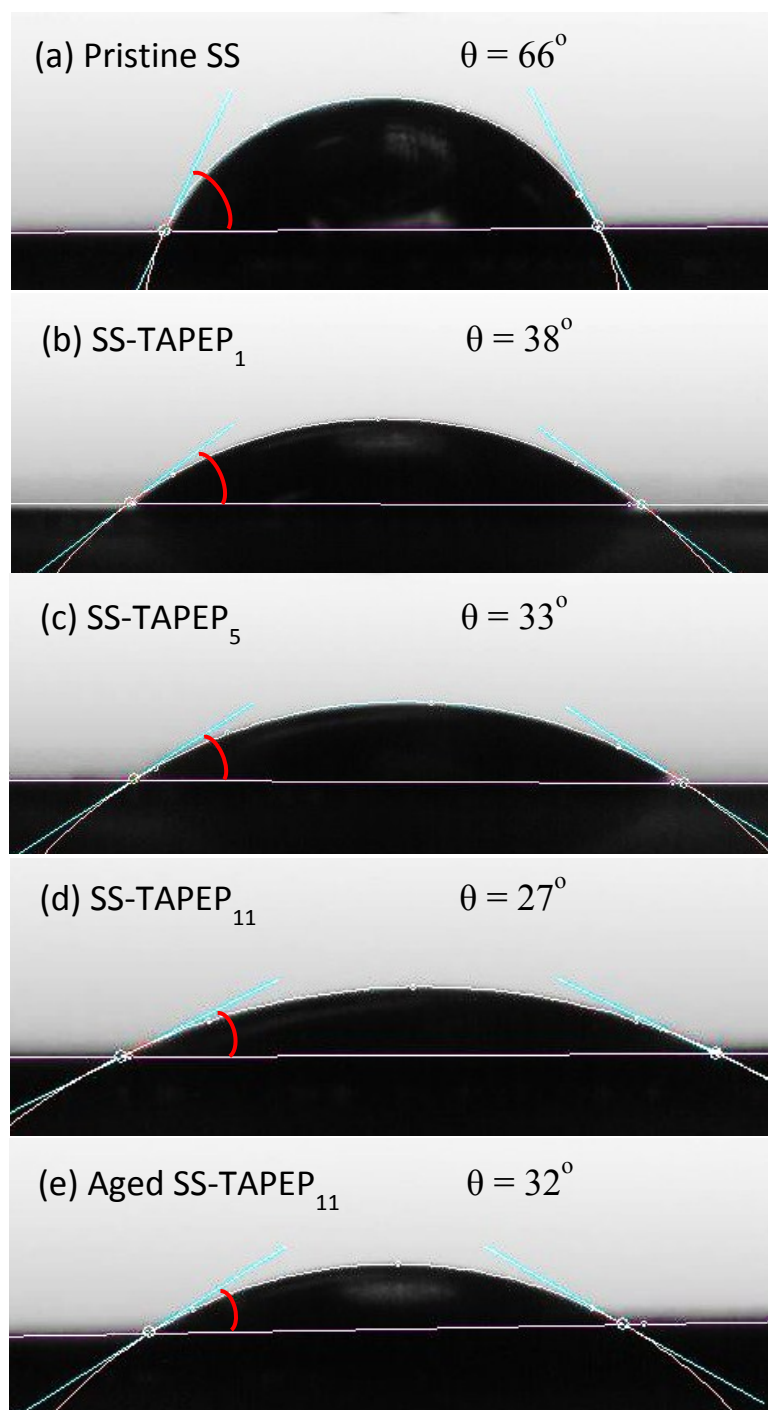 (a) Pristine SS θ = 66°
(b) SS-TAPEP₁ θ = 38°
(c) SS-TAPEP₅ θ = 33°
(d) SS-TAPEP₁₁ θ = 27°
(e) Aged SS-TAPEP₁₁ θ = 32°